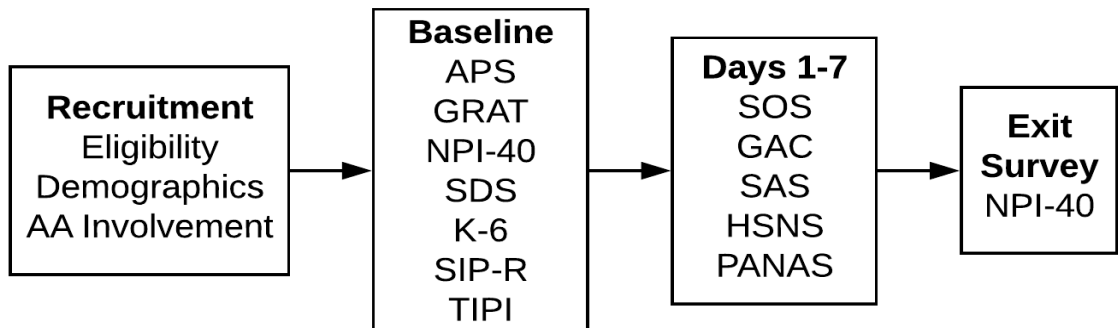 Recruitment
Eligibility
Demographics
AA Involvement
Baseline
APS
GRAT
NPI-40
SDS
K-6
SIP-R
TIPI
Days 1-7
SOS
GAC
SAS
HSNS
PANAS
Exit
Survey
NPI-40